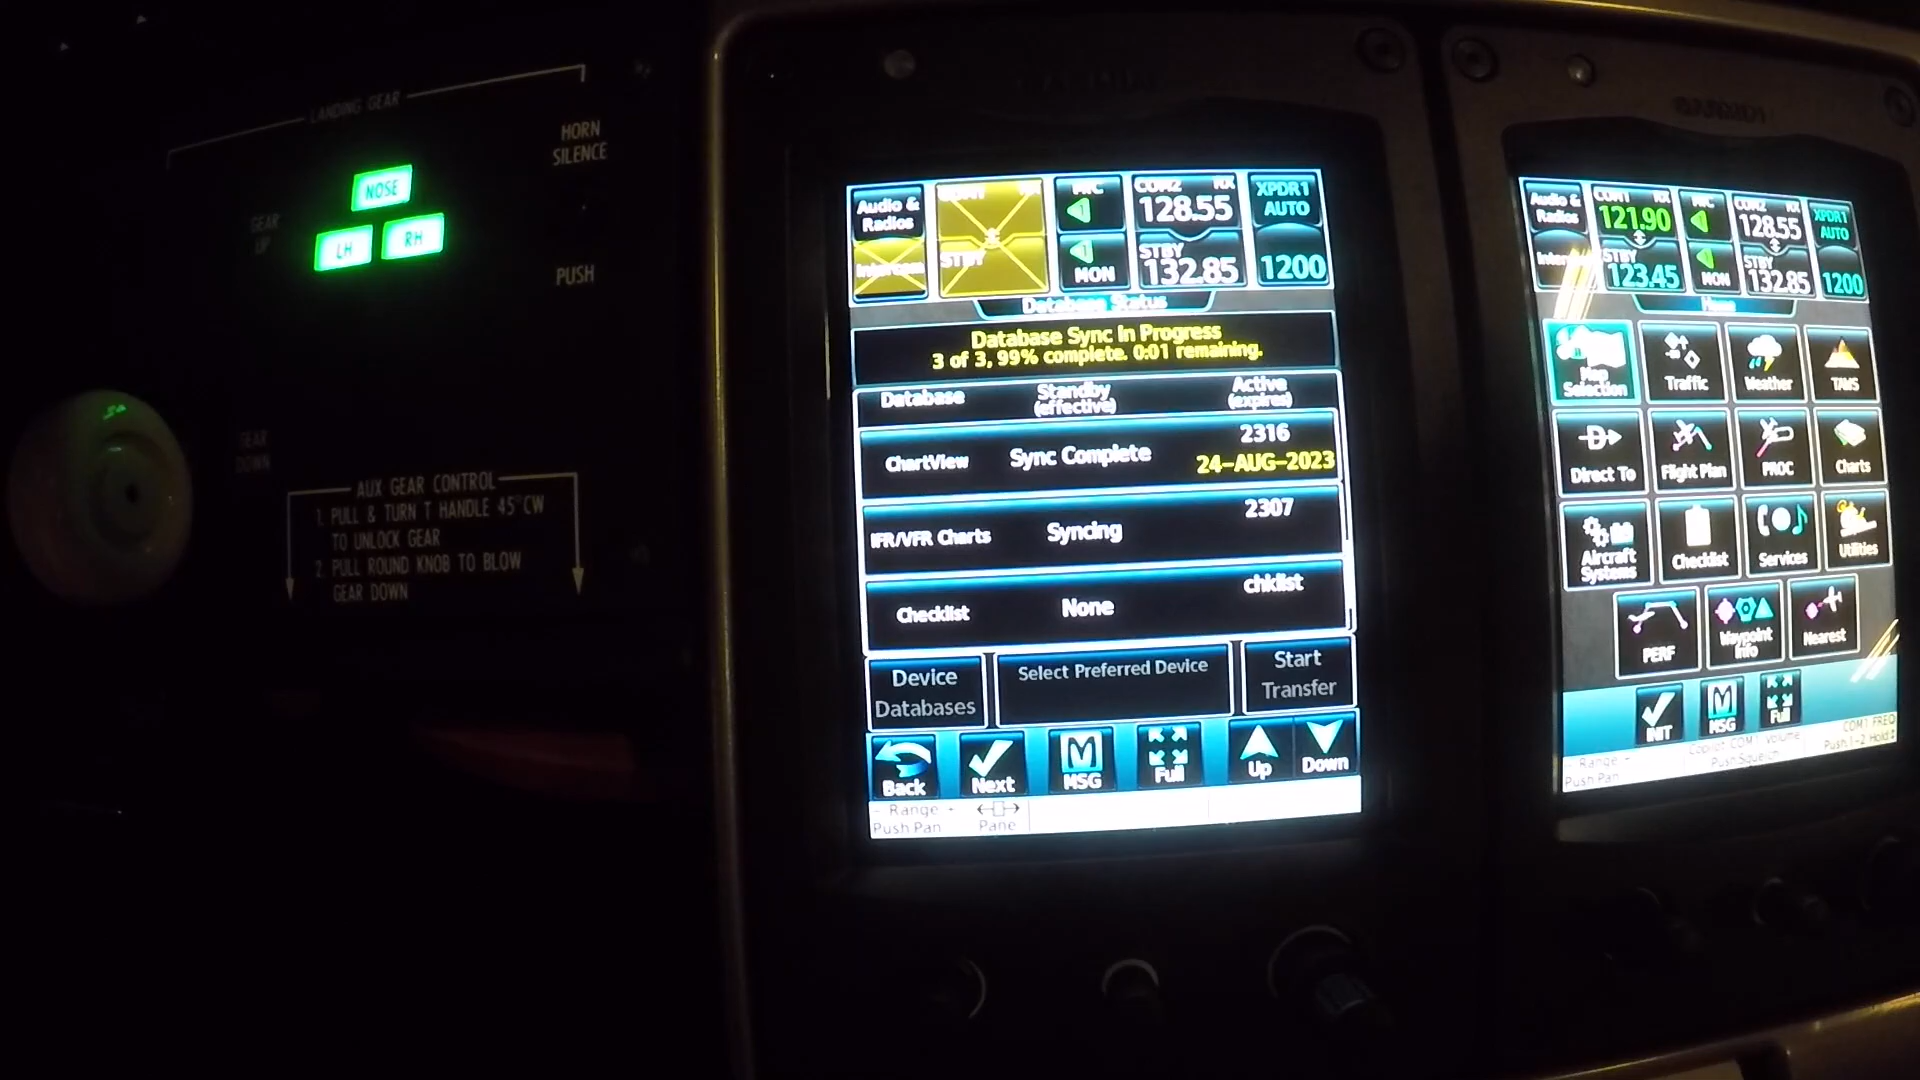 LANDING GEAR
HORN
SILENCE
NOSE
LH
RH
GEAR
UP
PUSH
GEAR
DOWN
AUX GEAR CONTROL
1. PULL & TURN T HANDLE 45° CW
TO UNLOCK GEAR
2. PULL ROUND KNOB TO BLOW
GEAR DOWN
GARMIN
Audio &
Radios
Intercom
STBY
MIC
1
1
MON
COM2 RX
128.55
STBY
132.85
XPDR1
AUTO
1200
Database Status
Database Sync In Progress
3 of 3, 99% complete. 0:01 remaining.
Database
Standby
(effective)
Active
(expires)
ChartView
Sync Complete
2316
24-AUG-2023
IFR/VFR Charts
Syncing
2307
Checklist
None
chklist
Device
Databases
Select Preferred Device
Start
Transfer
Back
Next
MSG
Full
Up
Down
- Range +
Push Pan
Pane
GARMIN
Audio &
Radios
COM1 RX
121.90
STBY
123.45
MIC
MON
COM2 RX
128.55
STBY
132.85
XPDR1
AUTO
1200
Home
Map
Selection
Traffic
Weather
TAWS
Direct To
Flight Plan
PROC
Charts
Aircraft
Systems
Checklist
Services
Utilities
PERF
Waypoint
Info
Nearest
INIT
MSG
Full
- Range +
Push Pan
Copilot COM1 Volume
Push:Squelch
COM1 FREQ
Push:1-2 Hold:↕